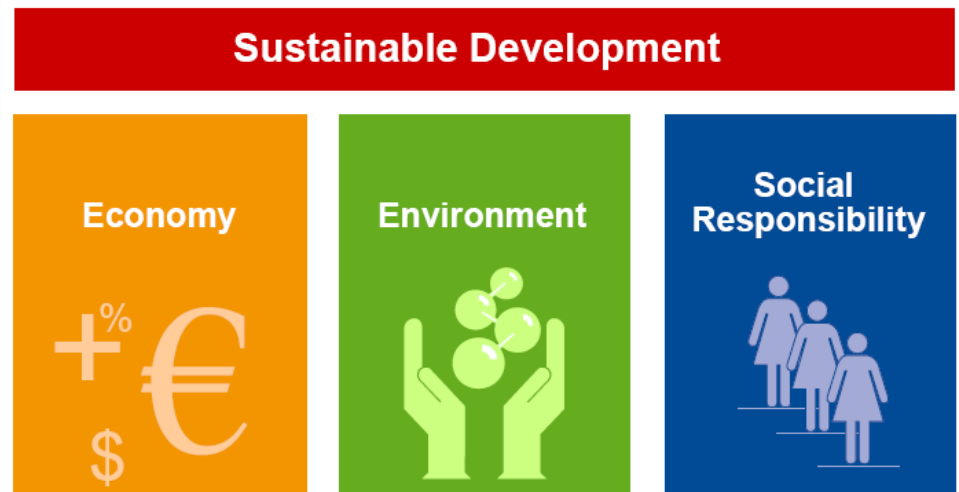 Sustainable Development
Economy
Environment
Social
Responsibility
+ %
€
$